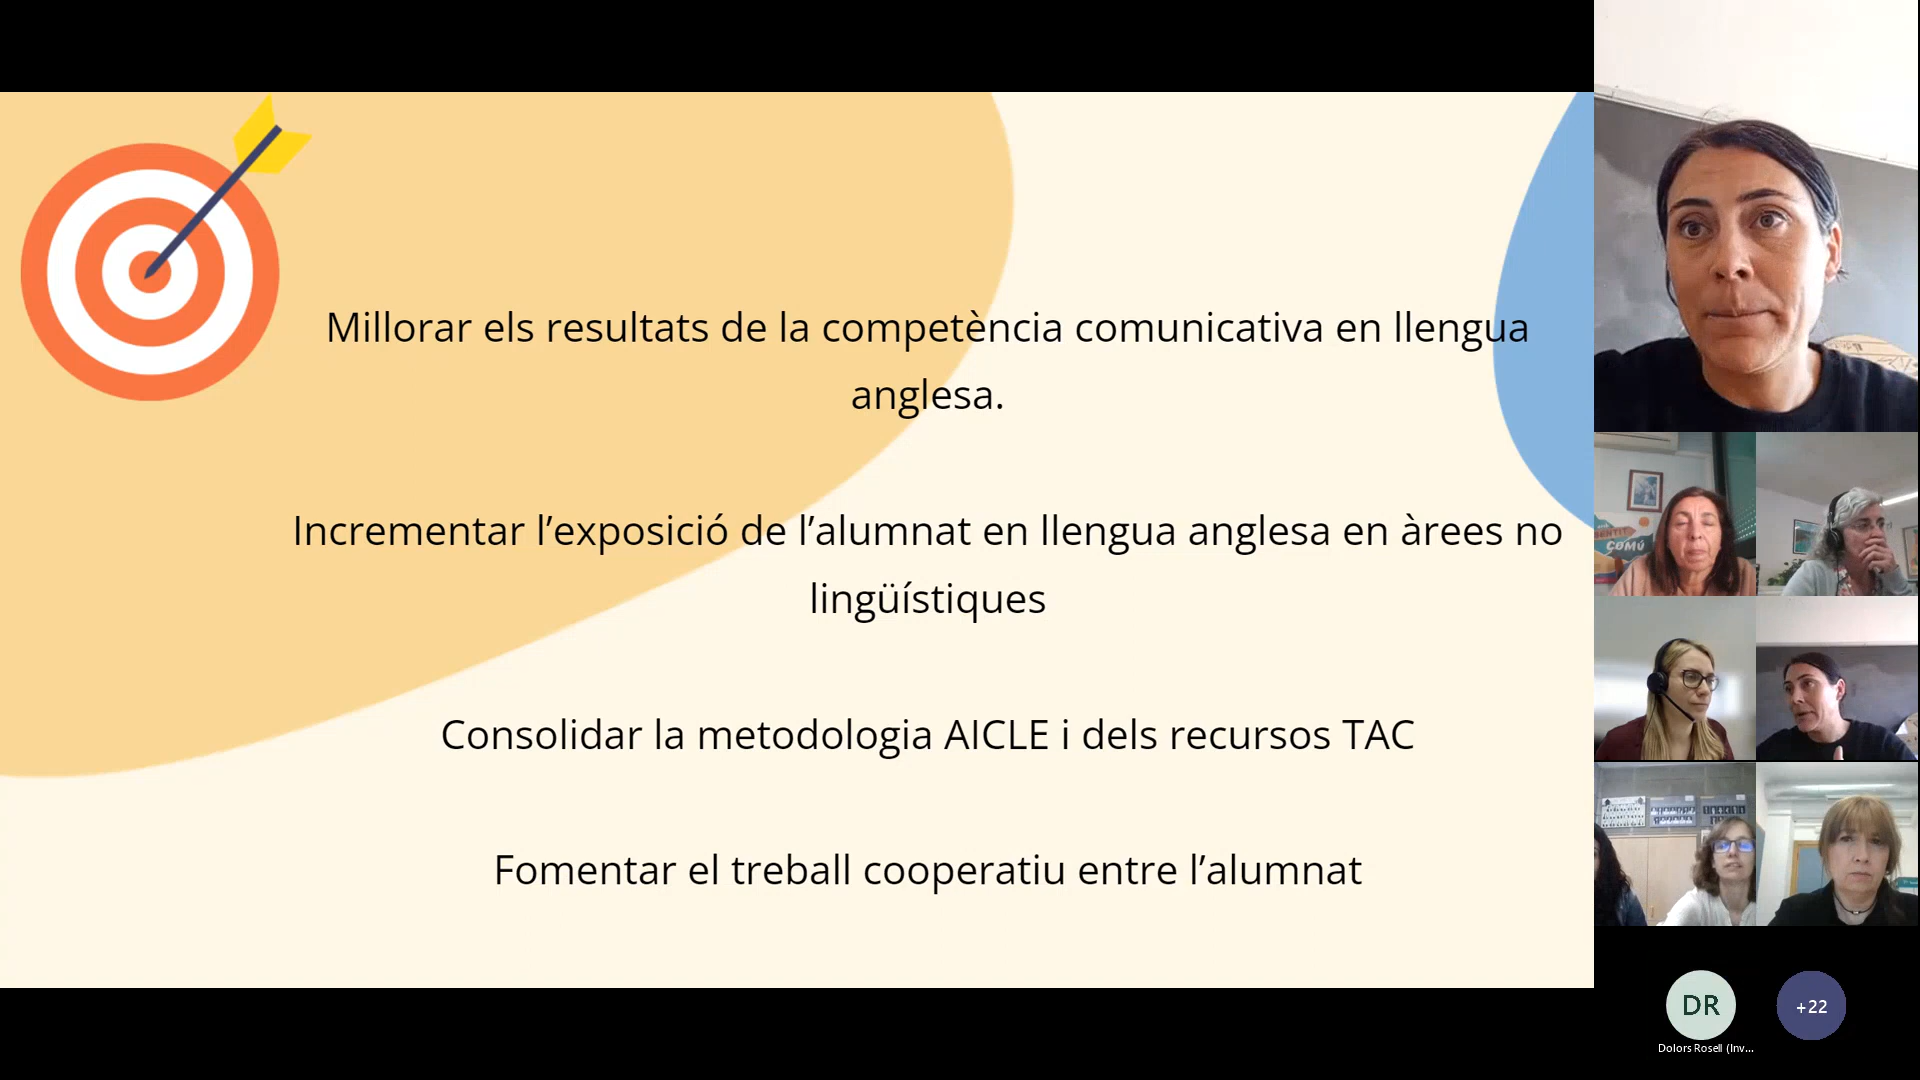 Millorar els resultats de la competència comunicativa en llengua
anglesa.
Incrementar l’exposició de l’alumnat en llengua anglesa en àrees no
lingüístiques
Consolidar la metodologia AICLE i dels recursos TAC
Fomentar el treball cooperatiu entre l’alumnat
COMÚ
DR
+22
Dolors Rosell (Inv...